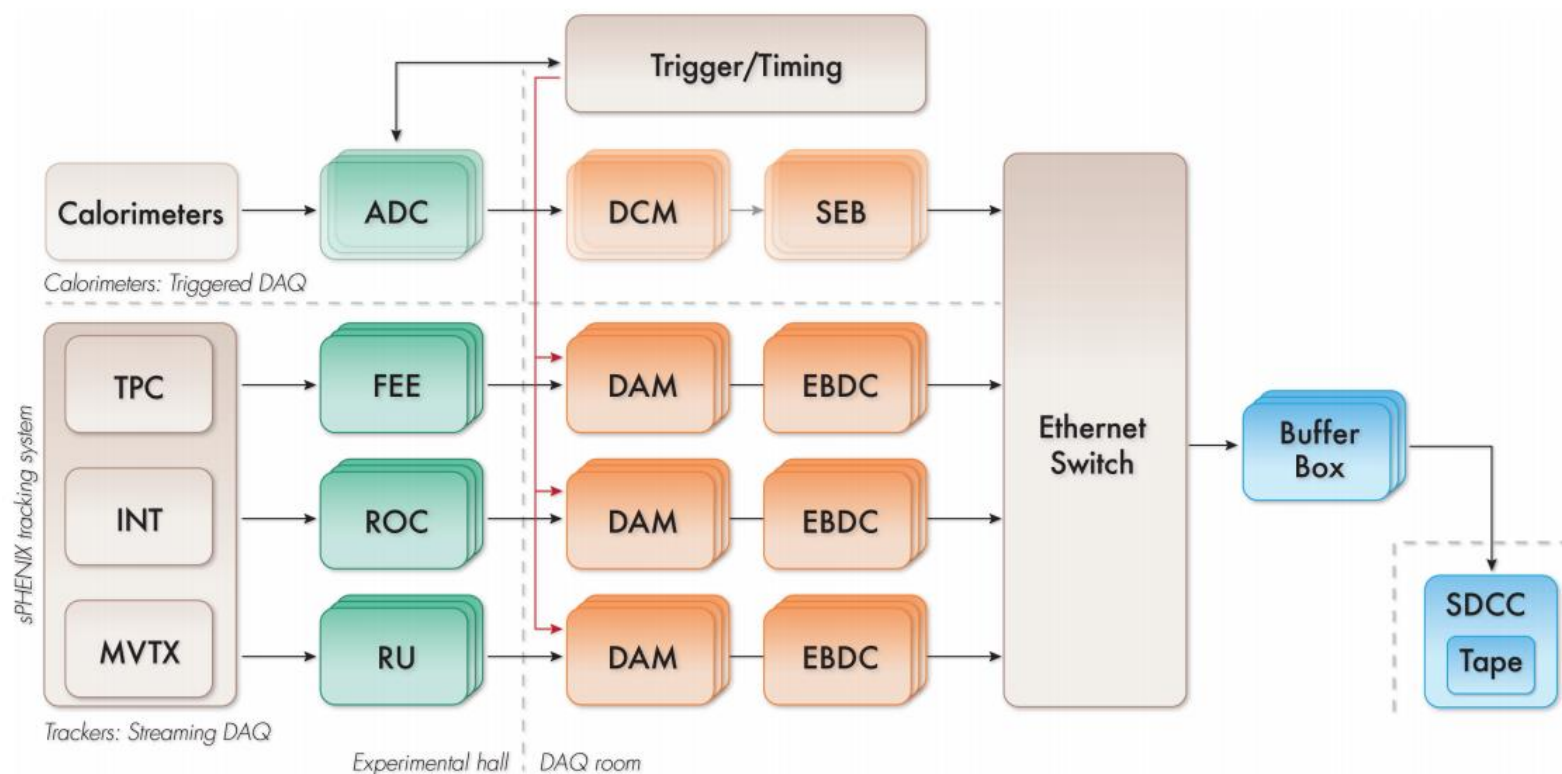 Trigger/Timing
Calorimeters
ADC
DCM
SEB
Calorimeters: Triggered DAQ
sPHENIX tracking system
TPC
FEE
DAM
EBDC
INT
ROC
DAM
EBDC
MVTX
RU
DAM
EBDC
Ethernet
Switch
Buffer
Box
SDCC
Tape
Trackers: Streaming DAQ
Experimental hall
DAQ room